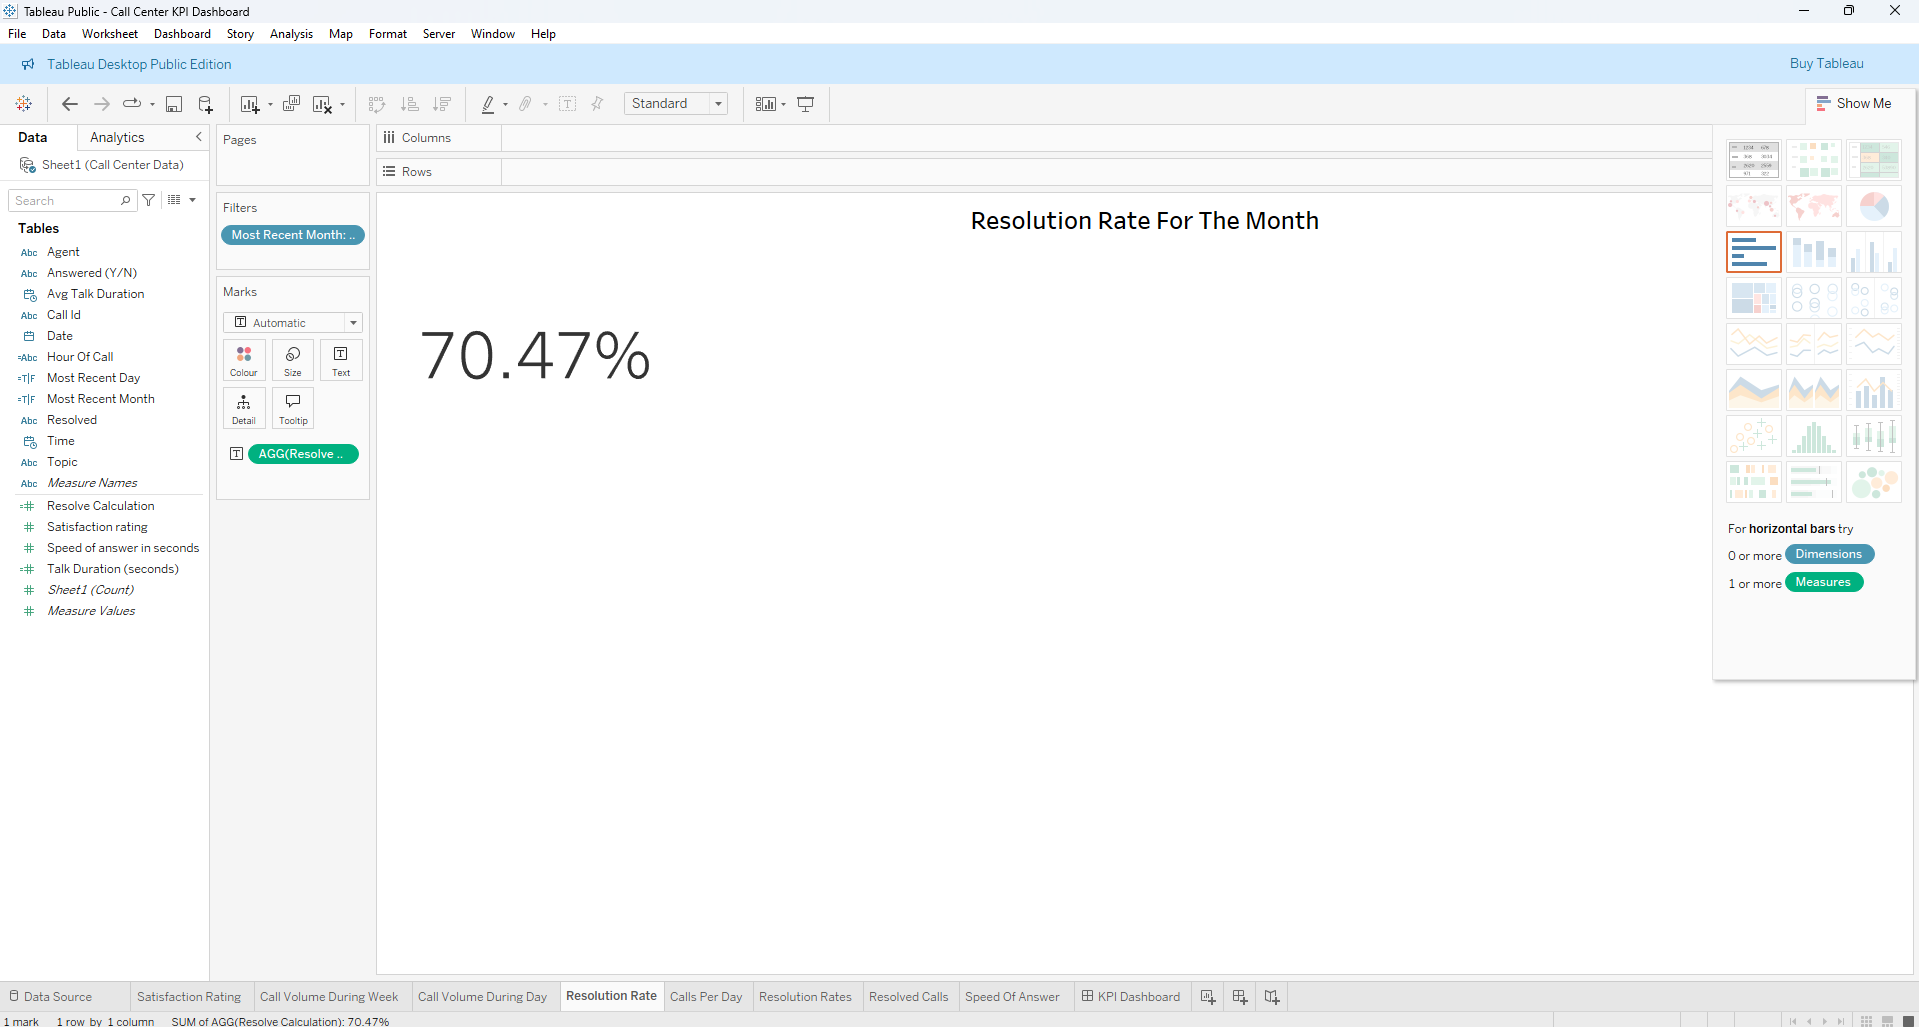 Tableau Public - Call Center KPI Dashboard
File Data Worksheet Dashboard Story Analysis Map Format Server Window Help
Tableau Desktop Public Edition
Buy Tableau
Standard
Show Me
Data Analytics
Sheet1 (Call Center Data)
Search
Tables
Abc Agent
Abc Answered (Y/N)
Avg Talk Duration
Abc Call Id
Date
=Abc Hour Of Call
=T|F Most Recent Day
=T|F Most Recent Month
Abc Resolved
Time
Abc Topic
Abc Measure Names
=# Resolve Calculation
# Satisfaction rating
# Speed of answer in seconds
=# Talk Duration (seconds)
# Sheet1 (Count)
# Measure Values
Pages
Filters
Most Recent Month: ..
Marks
T Automatic
Colour Size Text
Detail Tooltip
T AGG(Resolve ..
Columns
Rows
Resolution Rate For The Month
70.47%
For horizontal bars try
0 or more Dimensions
1 or more Measures
Data Source Satisfaction Rating Call Volume During Week Call Volume During Day Resolution Rate Calls Per Day Resolution Rates Resolved Calls Speed Of Answer KPI Dashboard
1 mark 1 row by 1 column SUM of AGG(Resolve Calculation): 70.47%